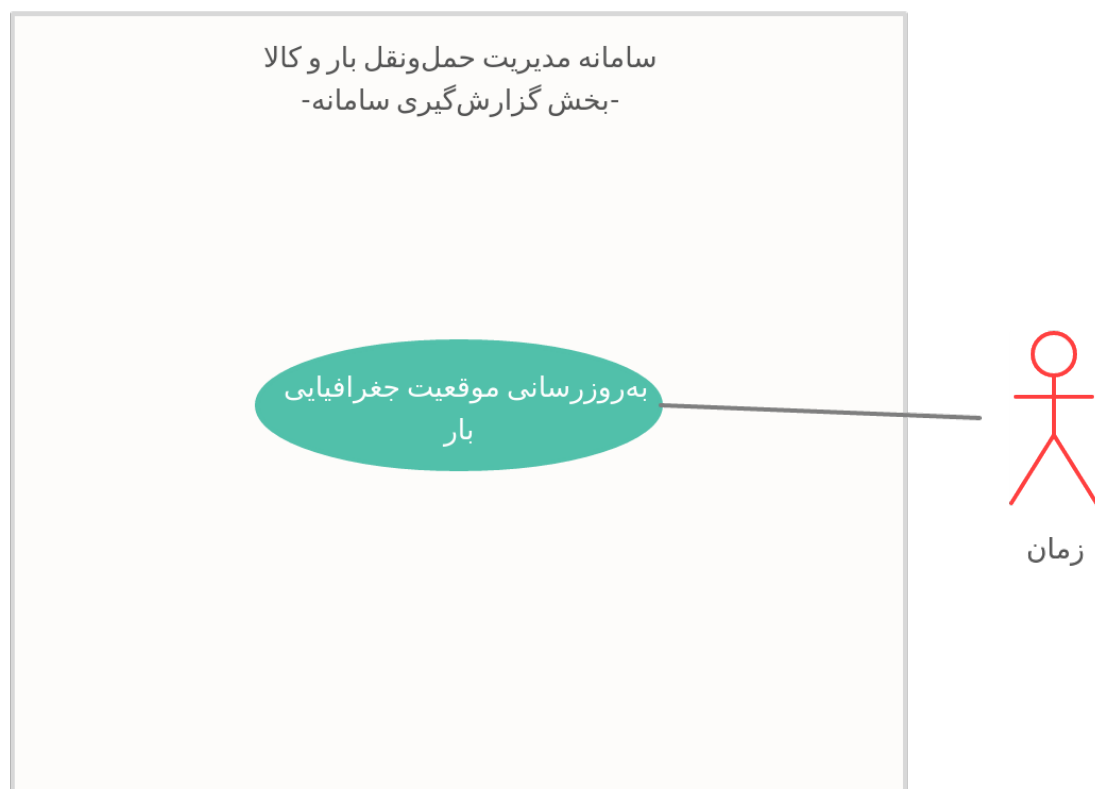 سامانه مدیریت حمل‌ونقل بار و کالا
-بخش گزارش‌گیری سامانه-
به‌روزرسانی موقعیت جغرافیایی
بار
زمان